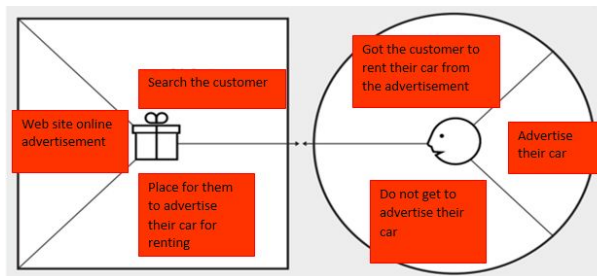 Search the customer
Web site online
advertisement
Place for them
to advertise
their car for
renting
Got the customer to
rent their car from
the advertisement
Advertise
their car
Do not get to
advertise their
car